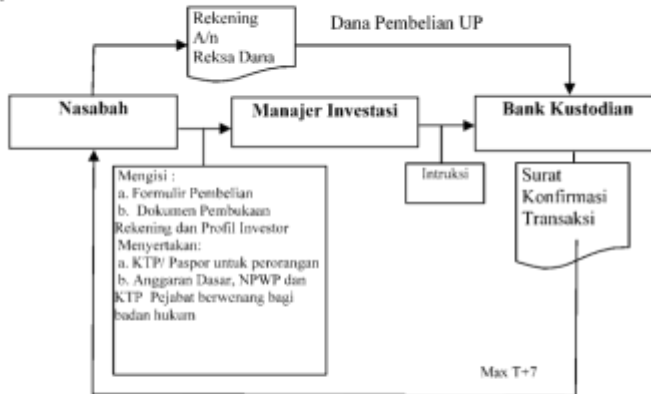 Rekening
A/n
Reksa Dana
Dana Pembelian UP
Nasabah
Manajer Investasi
Bank Kustodian
Mengisi :
a. Formulir Pembelian
b. Dokumen Pembukaan
Rekening dan Profil Investor
Menyertakan:
a. KTP/ Paspor untuk perorangan
b. Anggaran Dasar, NPWP dan
KTP Pejabat berwenang bagi
badan hukum
Intruksi
Surat
Konfirmasi
Transaksi
Max T+7